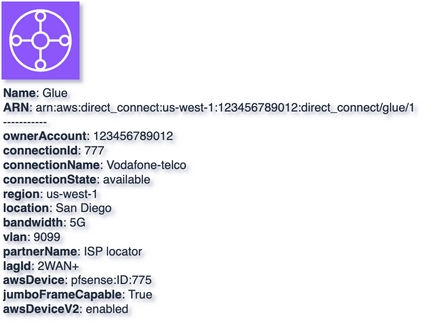 Name: Glue
ARN: arn:aws:direct_connect:us-west-1:123456789012:direct_connect/glue/1
-----------
ownerAccount: 123456789012
connectionId: 777
connectionName: Vodafone-telco
connectionState: available
region: us-west-1
location: San Diego
bandwidth: 5G
vlan: 9099
partnerName: ISP locator
lagId: 2WAN+
awsDevice: pfsense:ID:775
jumboFrameCapable: True
awsDeviceV2: enabled